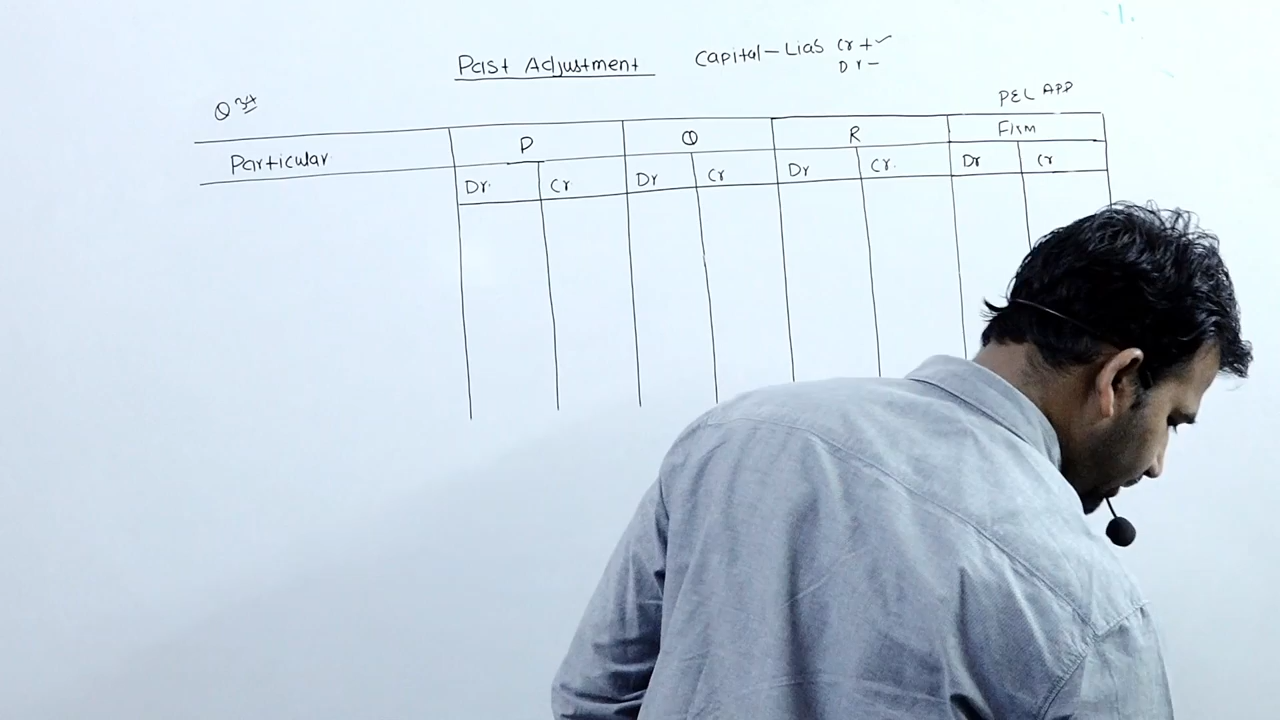 Past Adjustment Capital - Lias Cr + ✓
Dr -
P&L APP
Particular P Q R Firm
Dr. Cr Dr Cr Dr Cr. Dr Cr